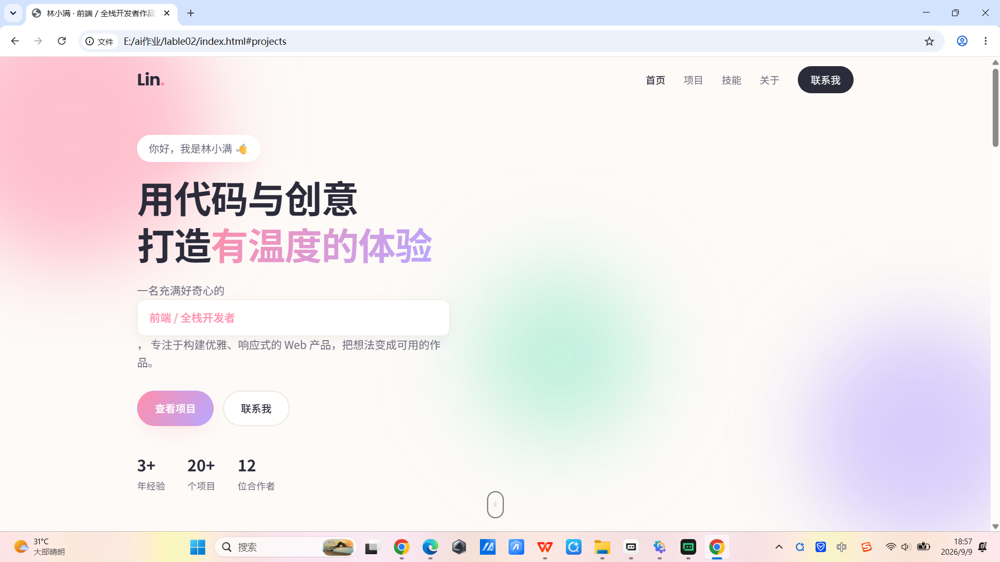 林小满 · 前端 / 全栈开发者作品
文件
E:/ai作业/lable02/index.html#projects
Lin.
首页
项目
技能
关于
联系我
你好，我是林小满 👋
用代码与创意
打造有温度的体验
一名充满好奇心的
前端 / 全栈开发者
， 专注于构建优雅、响应式的 Web 产品，把想法变成可用的作
品。
查看项目
联系我
3+
20+
12
年经验
个项目
位合作者
31°C
大部晴朗
搜索
中
18:57
2026/9/9